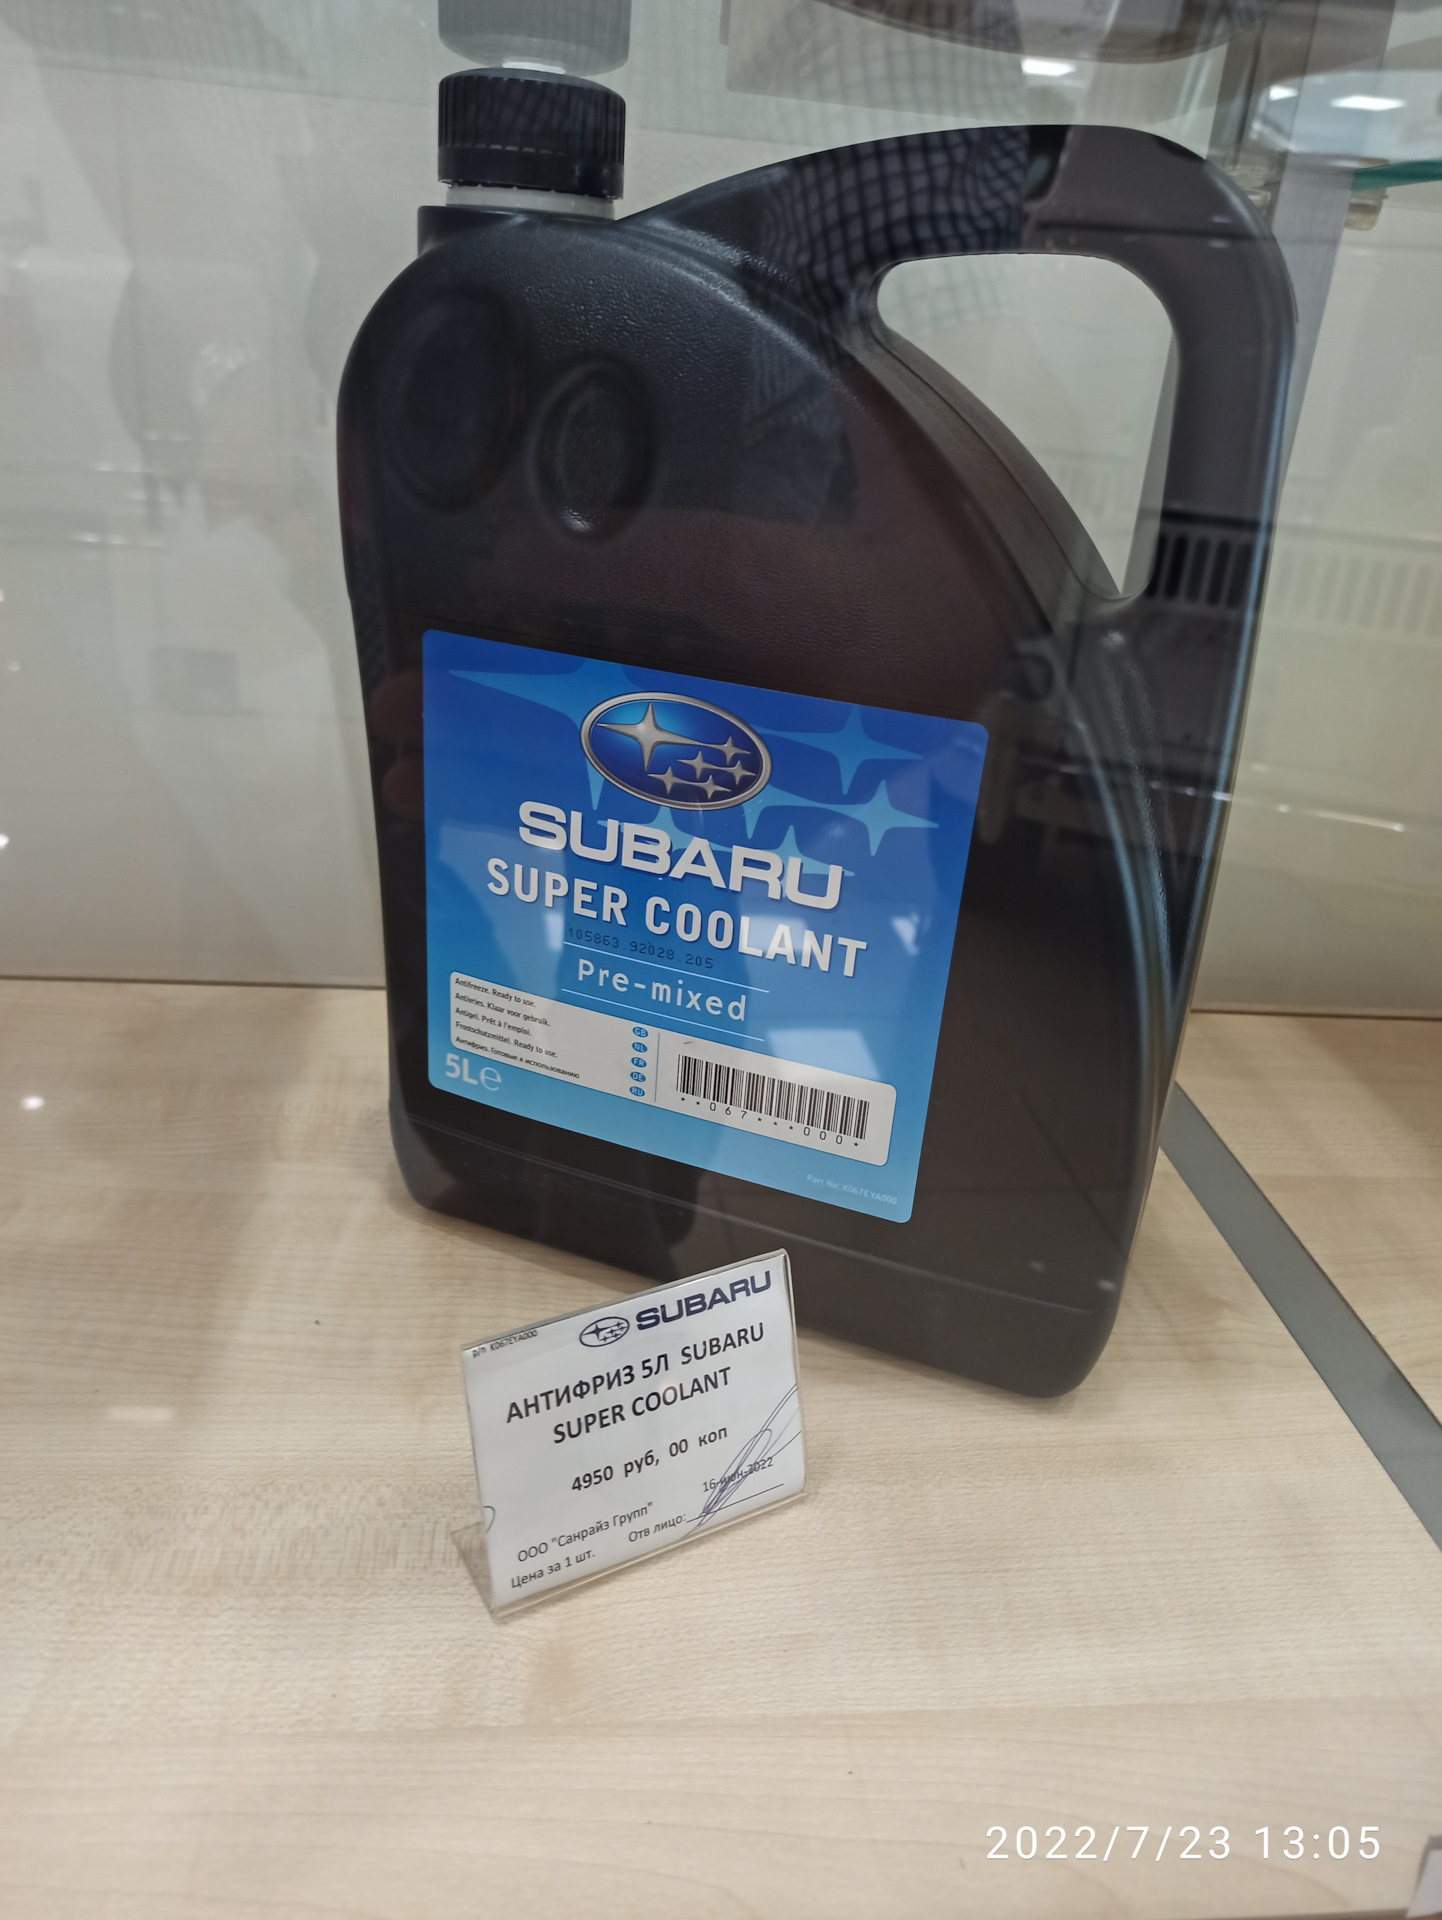 SUBARU
SUPER COOLANT
105863.92028.205
Pre-mixed
Antifreeze. Ready to use.
GB
Antivries. Klaar voor gebruik.
NL
Antigel. Prêt à l'emploi.
FR
Frostschutzmittel. Ready to use.
DE
Антифриз. Готовые к использованию
RU
5L℮
**067***000*
Part No: K067EYA000
p/n K067EYA000
SUBARU
АНТИФРИЗ 5Л SUBARU
SUPER COOLANT
4950 руб, 00 коп
16-июн-2022
ООО "Санрайз Групп"
Отв лицо:
Цена за 1 шт.
2022/7/23 13:05